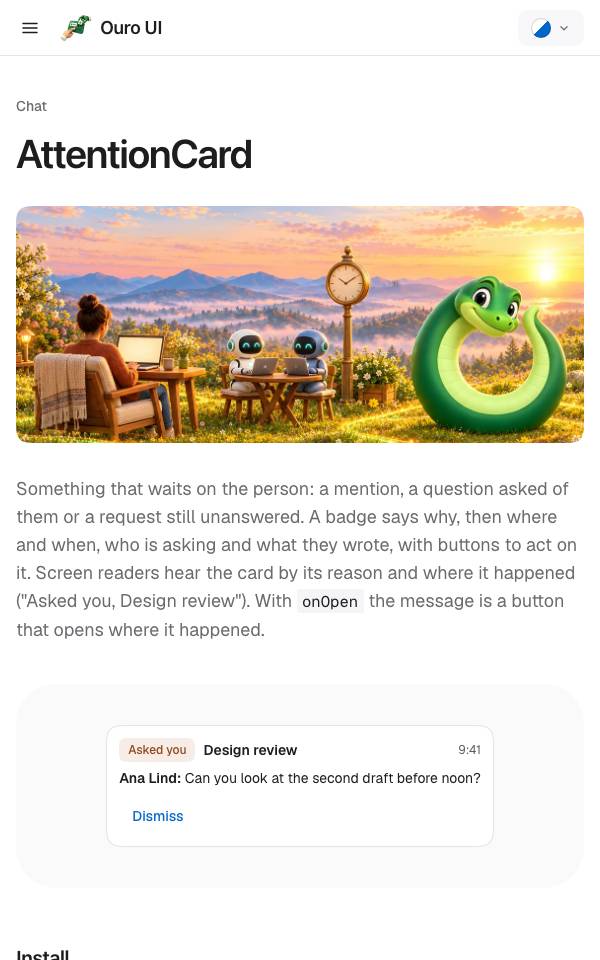 Ouro UI
Chat
AttentionCard
Something that waits on the person: a mention, a question asked of
them or a request still unanswered. A badge says why, then where
and when, who is asking and what they wrote, with buttons to act on
it. Screen readers hear the card by its reason and where it happened
("Asked you, Design review"). With onOpen the message is a button
that opens where it happened.
Asked you Design review 9:41
Ana Lind: Can you look at the second draft before noon?
Dismiss
Install